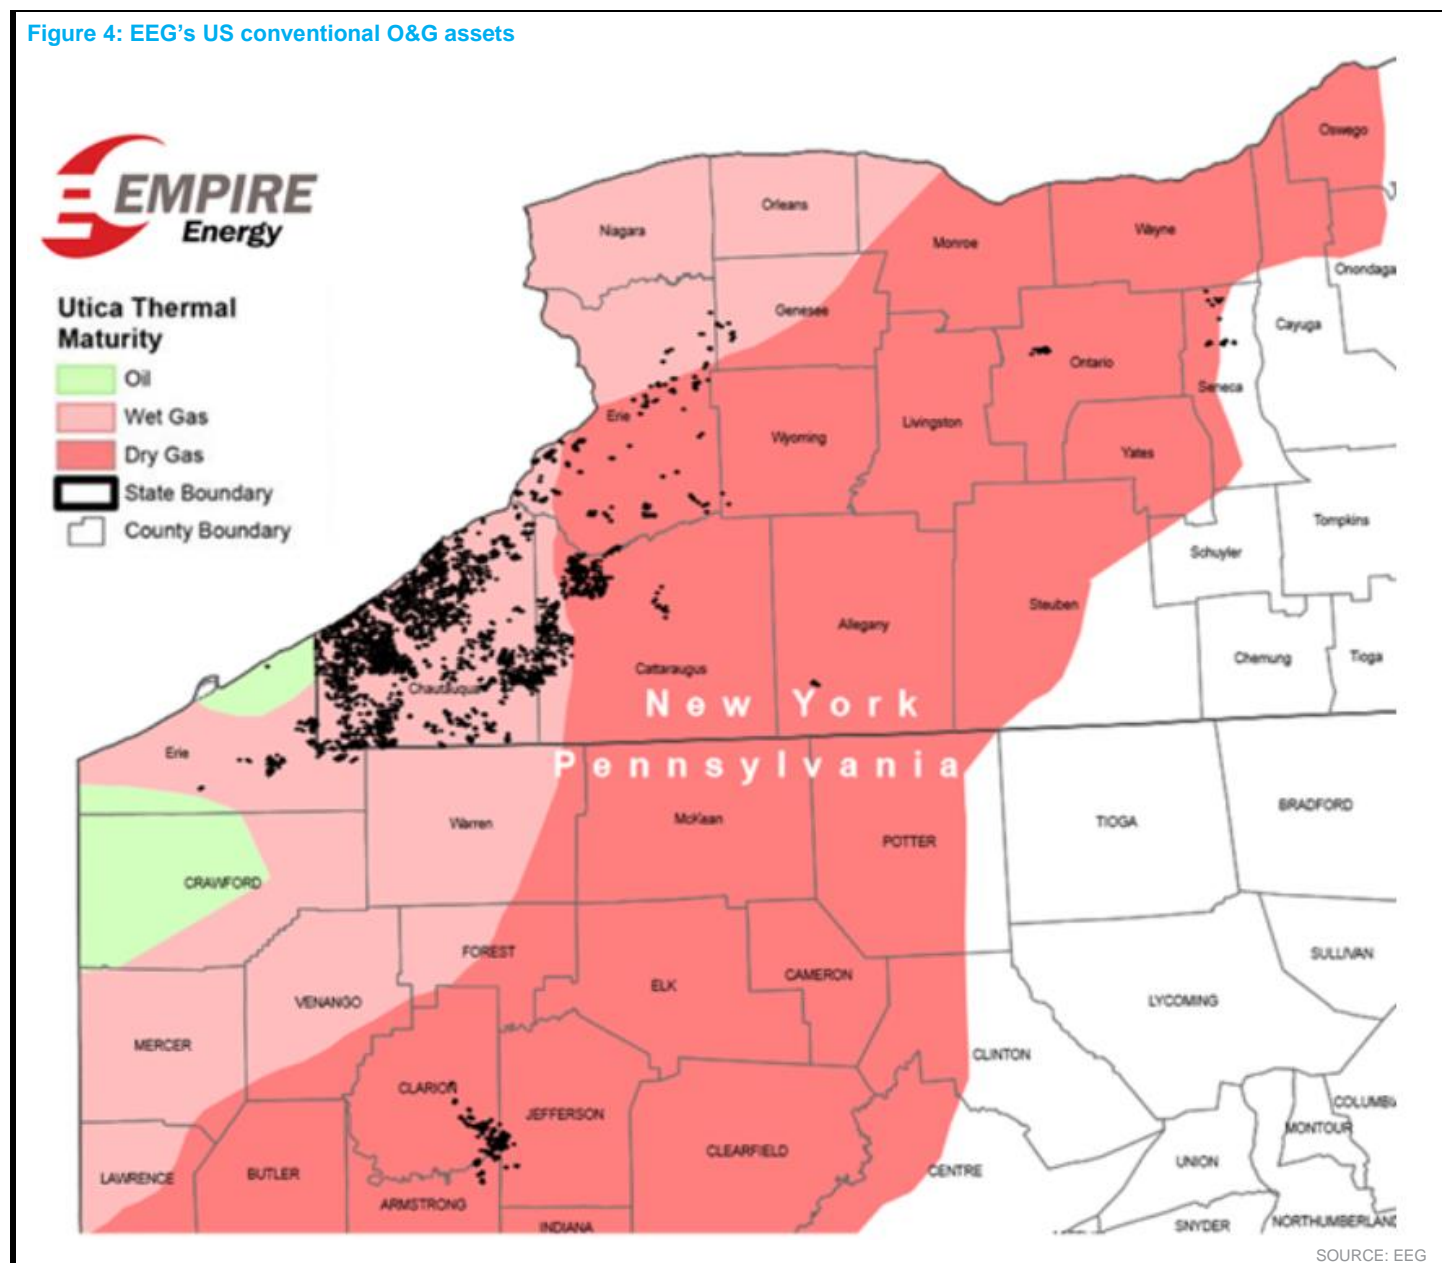 Figure 4: EEG's US conventional O&G assets
EMPIRE
Energy
Utica Thermal
Maturity
Oil
Wet Gas
Dry Gas
State Boundary
County Boundary
Oswego
Orleans
Niagara
Monroe
Wayne
Onondaga
Genesee
Cayuga
Ontario
Seneca
Erie
Livingston
Wyoming
Yates
Tompkins
Schuyler
Steuben
Allegany
Chemung
Tioga
Cattaraugus
Chautauqua
New York
Erie
Pennsylvania
BRADFORD
Warren
McKean
TIOGA
POTTER
CRAWFORD
FOREST
SULLIVAN
CAMERON
ELK
VENANGO
LYCOMING
MERCER
CLINTON
CLARION
COLUMBI
JEFFERSON
MONTOUR
CLEARFIELD
UNION
CENTRE
LAWRENCE
BUTLER
ARMSTRONG
INDIANA
SNYDER
NORTHUMBERLAND
SOURCE: EEG